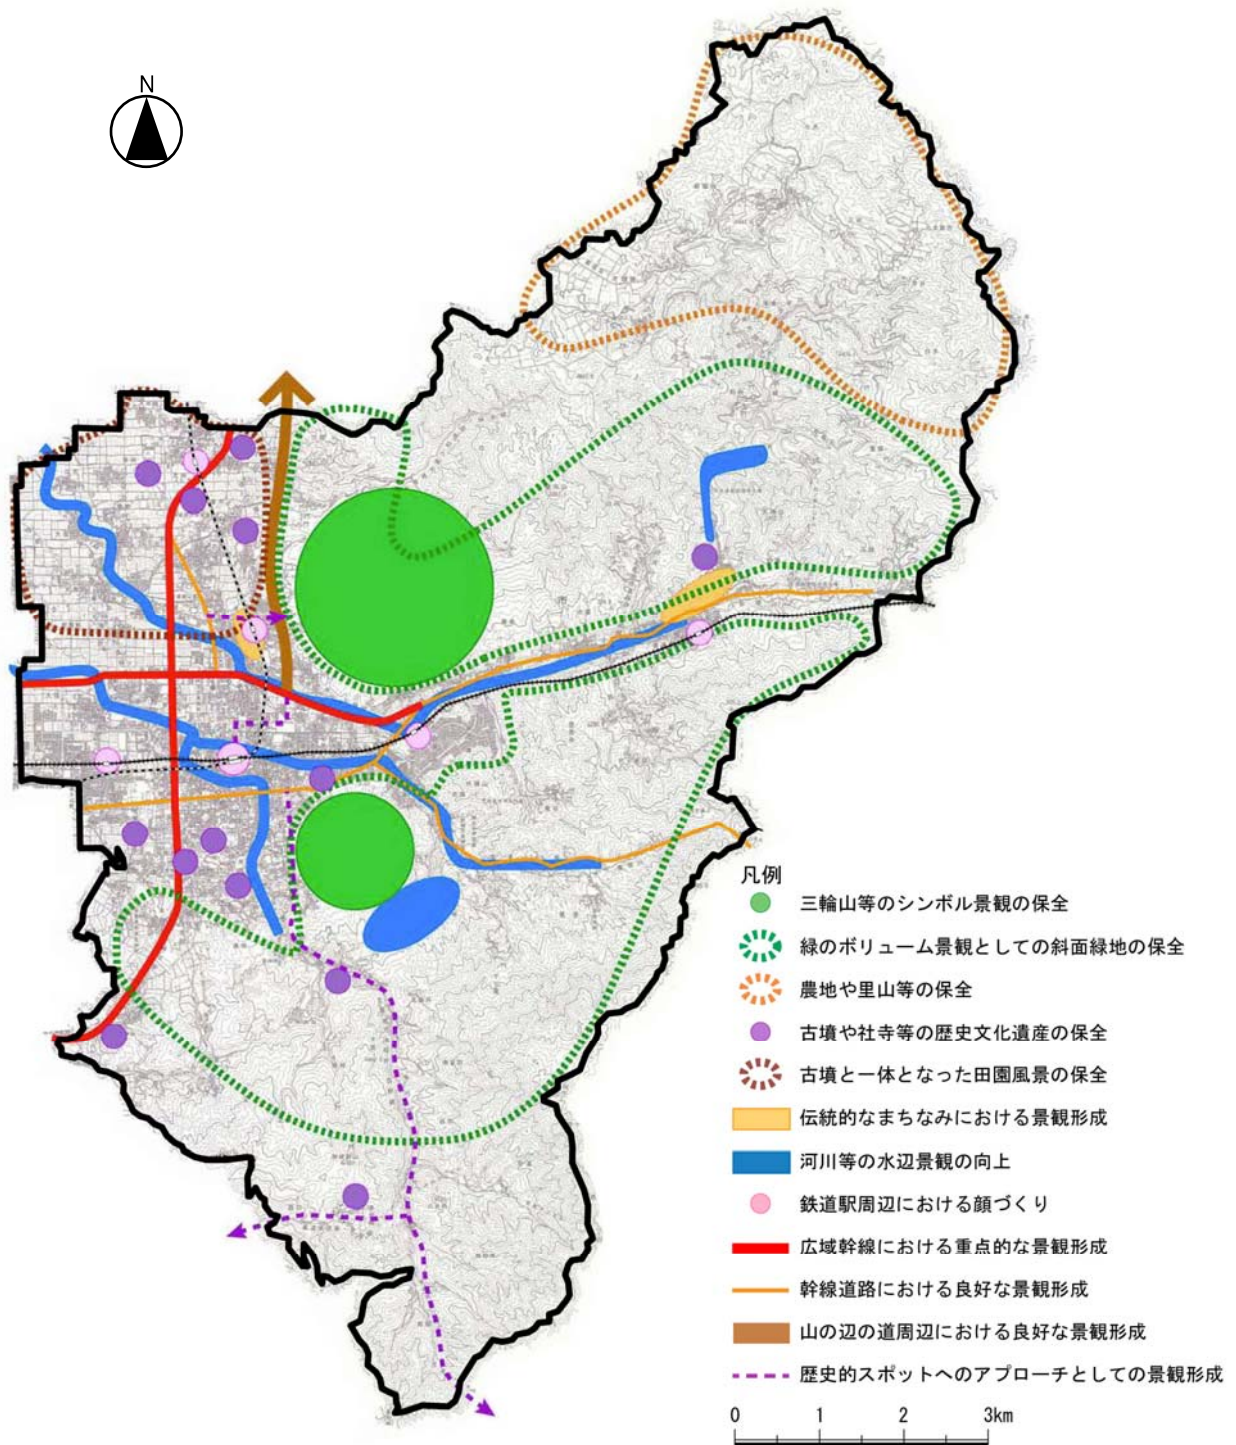 N
凡例
三輪山等のシンボル景観の保全
緑のボリューム景観としての斜面緑地の保全
農地や里山等の保全
古墳や社寺等の歴史文化遺産の保全
古墳と一体となった田園風景の保全
伝統的なまちなみにおける景観形成
河川等の水辺景観の向上
鉄道駅周辺における顔づくり
広域幹線における重点的な景観形成
幹線道路における良好な景観形成
山の辺の道周辺における良好な景観形成
歴史的スポットへのアプローチとしての景観形成
0 1 2 3km